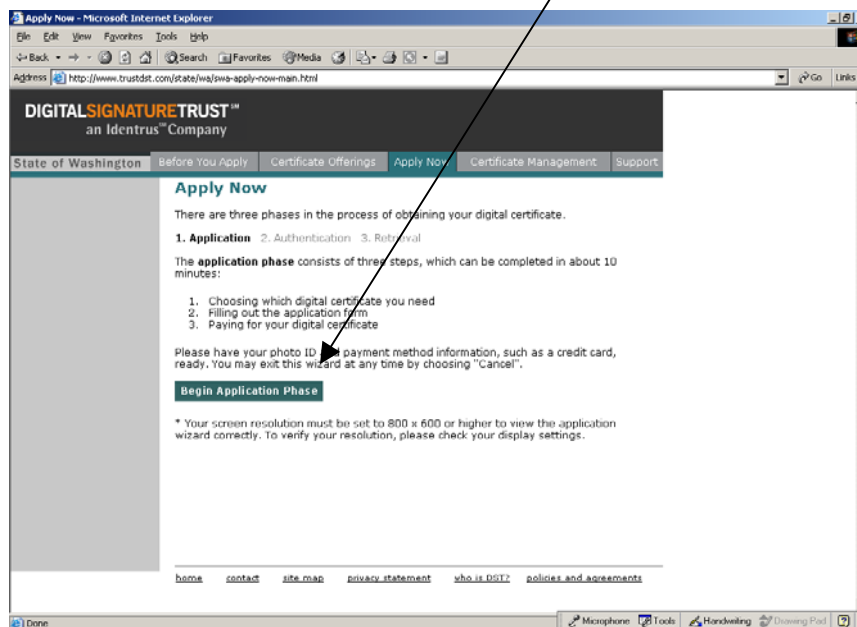 Apply Now - Microsoft Internet Explorer
File Edit View Favorites Tools Help
Back Search Favorites Media
Address http://www.trustdst.com/state/wa/swa-apply-now-main.html Go Links
DIGITALSIGNATURETRUST℠
an Identrus™ Company
State of Washington Before You Apply Certificate Offerings Apply Now Certificate Management Support
Apply Now
There are three phases in the process of obtaining your digital certificate.
1. Application 2. Authentication 3. Retrieval
The application phase consists of three steps, which can be completed in about 10
minutes:
1. Choosing which digital certificate you need
2. Filling out the application form
3. Paying for your digital certificate
Please have your photo ID and payment method information, such as a credit card,
ready. You may exit this wizard at any time by choosing "Cancel".
Begin Application Phase
* Your screen resolution must be set to 800 x 600 or higher to view the application
wizard correctly. To verify your resolution, please check your display settings.
home contact site map privacy statement who is DST? policies and agreements
Done Microphone Tools Handwriting Drawing Pad